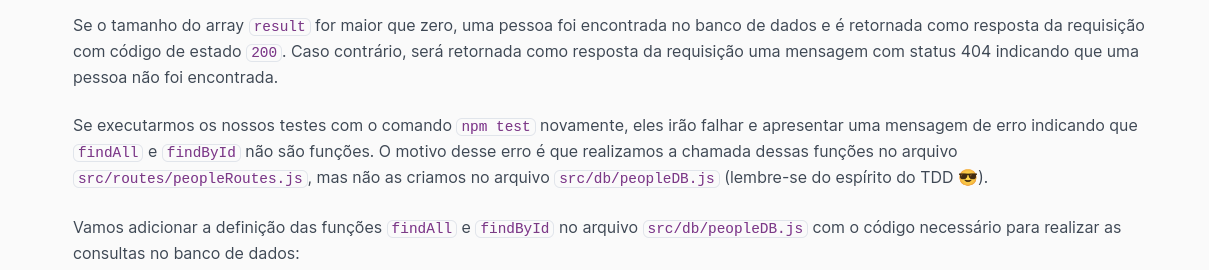 Se o tamanho do array result for maior que zero, uma pessoa foi encontrada no banco de dados e é retornada como resposta da requisição
com código de estado 200. Caso contrário, será retornada como resposta da requisição uma mensagem com status 404 indicando que uma
pessoa não foi encontrada.
Se executarmos os nossos testes com o comando npm test novamente, eles irão falhar e apresentar uma mensagem de erro indicando que
findAll e findById não são funções. O motivo desse erro é que realizamos a chamada dessas funções no arquivo
src/routes/peopleRoutes.js, mas não as criamos no arquivo src/db/peopleDB.js (lembre-se do espírito do TDD 😎).
Vamos adicionar a definição das funções findAll e findById no arquivo src/db/peopleDB.js com o código necessário para realizar as
consultas no banco de dados: